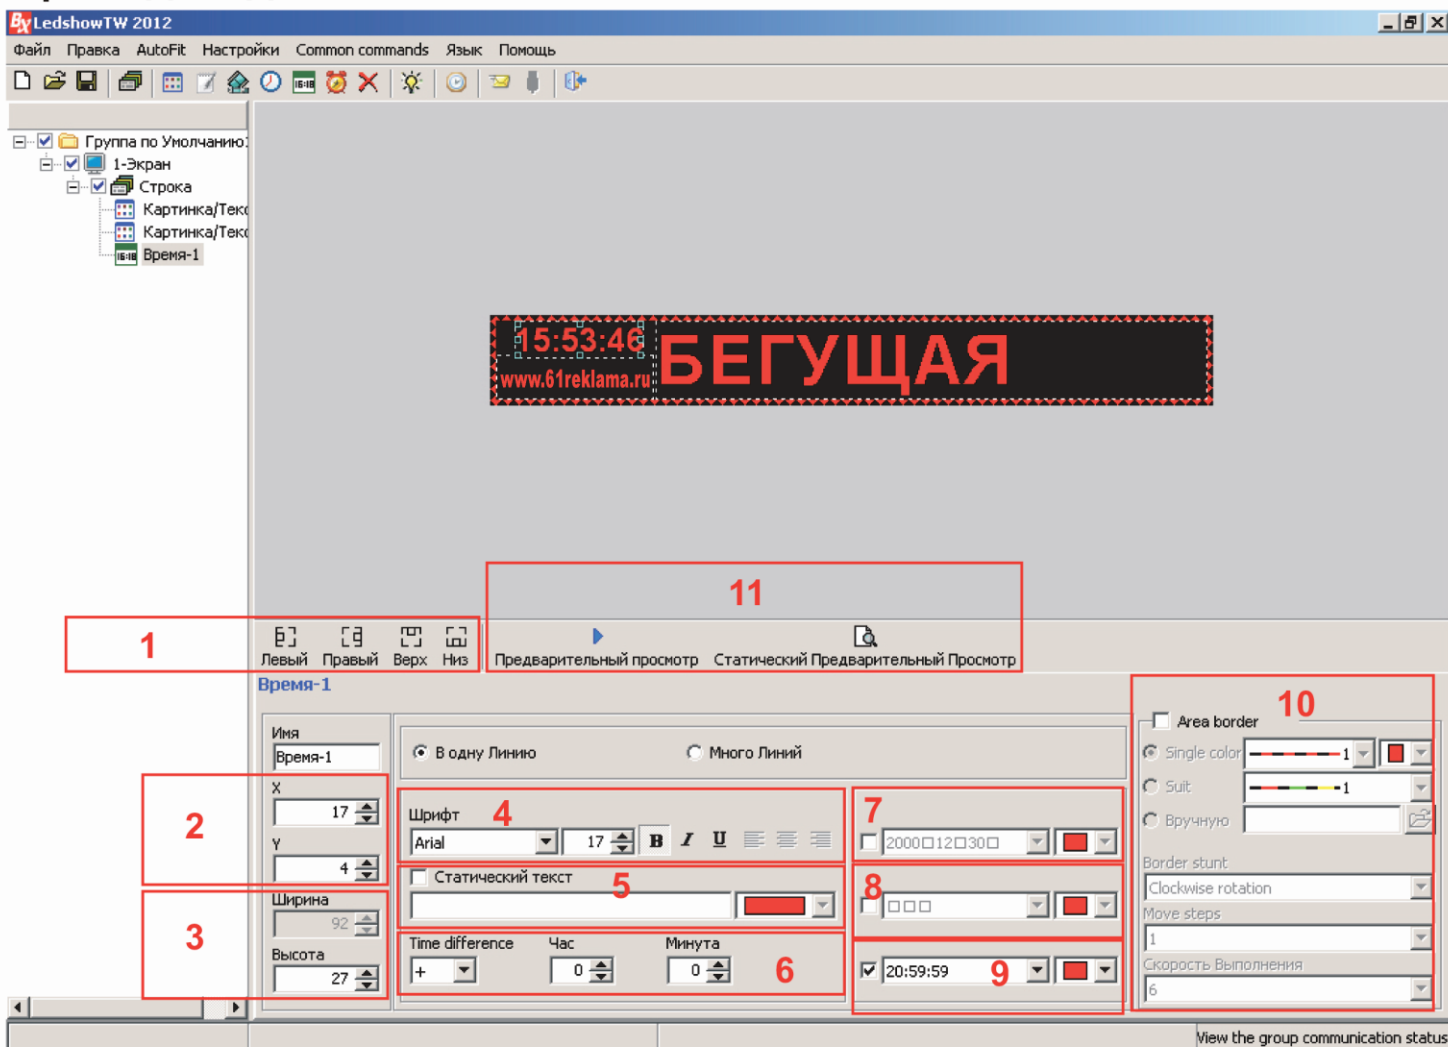 LedshowTW 2012
Файл Правка AutoFit Настройки Common commands Язык Помощь
Группа по Умолчанию
1-Экран
Строка
Картинка/Текс
Картинка/Текс
Время-1
15:53:46
www.61reklama.ru
БЕГУЩАЯ
11
1
Левый Правый Верх Низ Предварительный просмотр Статический Предварительный Просмотр
Время-1
10
Area border
Имя
Время-1
В одну Линию Много Линий
Single color 1
Suit 1
Вручную
2
X
17
Y
4
4
Шрифт
Arial 17 B I U
7
2000□12□30□
5
Статический текст
8
□□□
3
Ширина
92
Высота
27
Time difference Час Минута
+ 0 0 6
20:59:59 9
Border stunt
Clockwise rotation
Move steps
1
Скорость Выполнения
6
View the group communication status